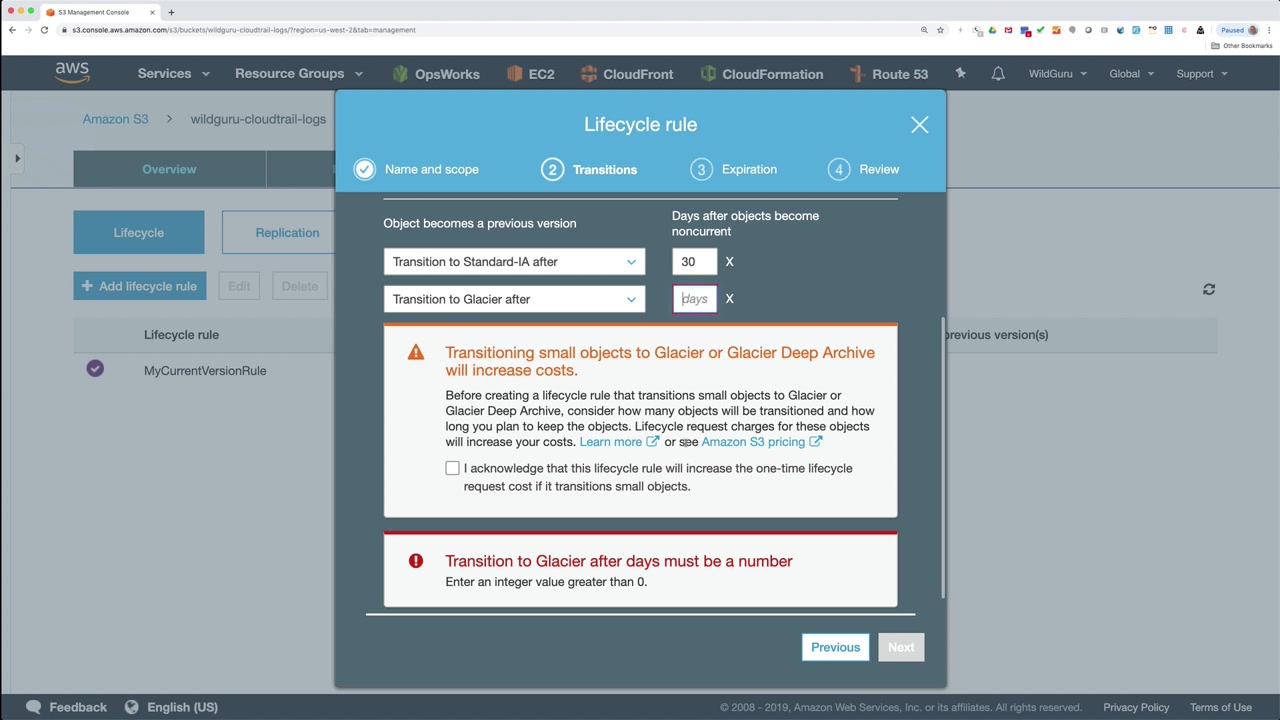 S3 Management Console
s3.console.aws.amazon.com/s3/buckets/wildguru-cloudtrail-logs/?region=us-west-2&tab=management
Paused
Other Bookmarks
aws
Services
Resource Groups
OpsWorks
EC2
CloudFront
CloudFormation
Route 53
WildGuru
Global
Support
Amazon S3 > wildguru-cloudtrail-logs
Overview
Lifecycle
Replication
+ Add lifecycle rule
Edit
Delete
Lifecycle rule
previous version(s)
MyCurrentVersionRule
Lifecycle rule
Name and scope
2 Transitions
3 Expiration
4 Review
Object becomes a previous version
Days after objects become
noncurrent
Transition to Standard-IA after
30
X
Transition to Glacier after
days
X
Transitioning small objects to Glacier or Glacier Deep Archive
will increase costs.
Before creating a lifecycle rule that transitions small objects to Glacier or
Glacier Deep Archive, consider how many objects will be transitioned and how
long you plan to keep the objects. Lifecycle request charges for these objects
will increase your costs. Learn more or see Amazon S3 pricing
I acknowledge that this lifecycle rule will increase the one-time lifecycle
request cost if it transitions small objects.
Transition to Glacier after days must be a number
Enter an integer value greater than 0.
Previous
Next
Feedback
English (US)
© 2008 - 2019, Amazon Web Services, Inc. or its affiliates. All rights reserved.
Privacy Policy
Terms of Use